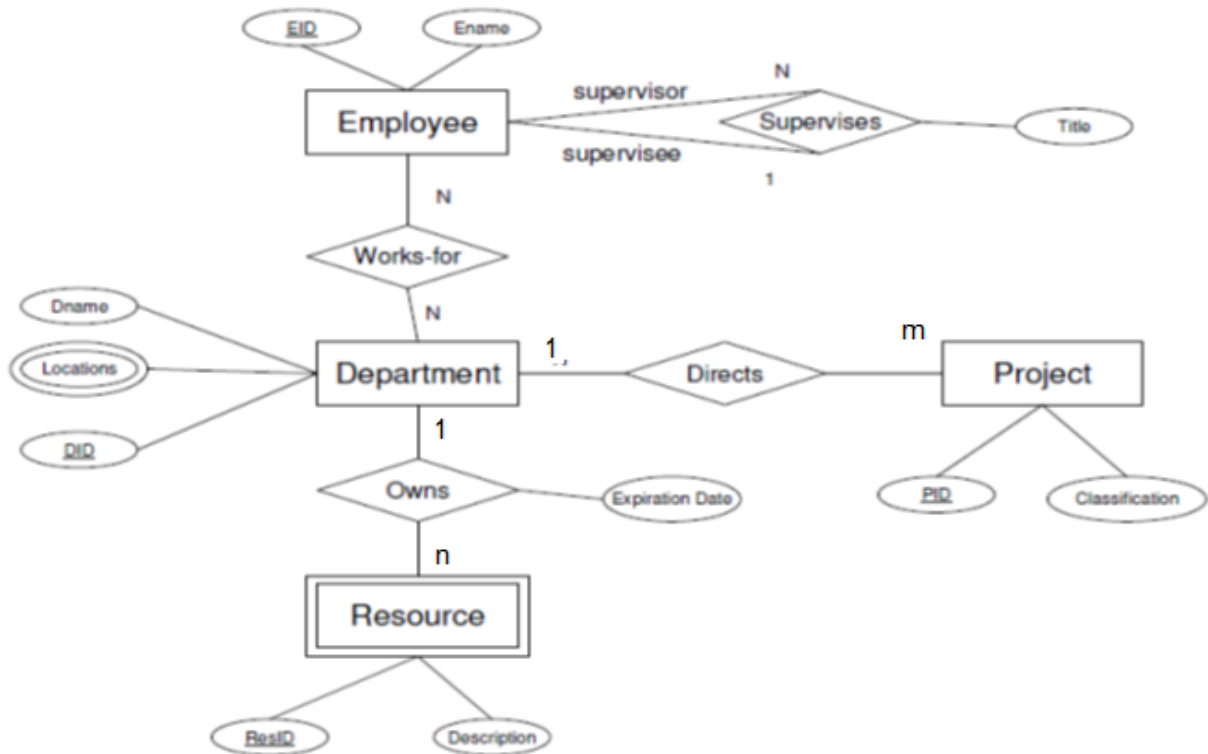 EID
Ename
N
supervisor
Employee
Supervises
Title
supervisee
1
N
Works-for
Dname
N
1
m
Locations
Department
Directs
Project
DID
1
Owns
Expiration Date
PID
Classification
n
Resource
ResID
Description